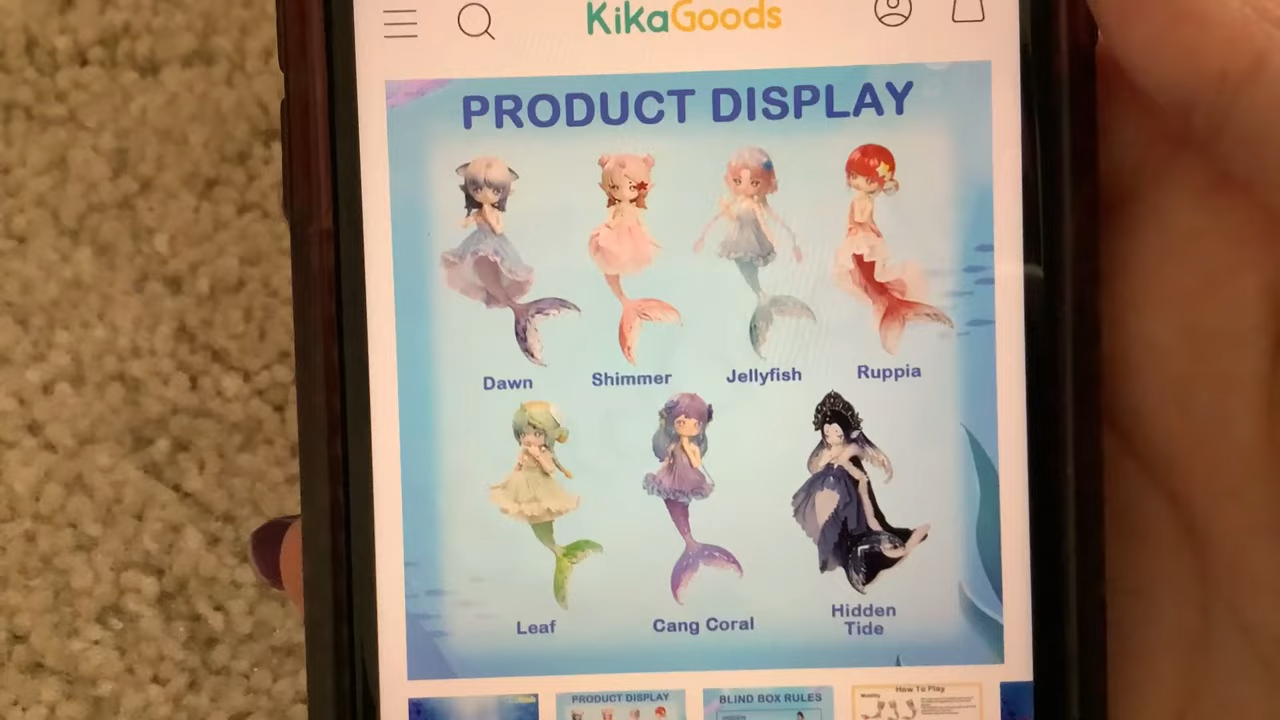 KikaGoods
PRODUCT DISPLAY
Dawn
Shimmer
Jellyfish
Ruppia
Leaf
Cang Coral
Hidden
Tide
PRODUCT DISPLAY
BLIND BOX RULES
How To Play